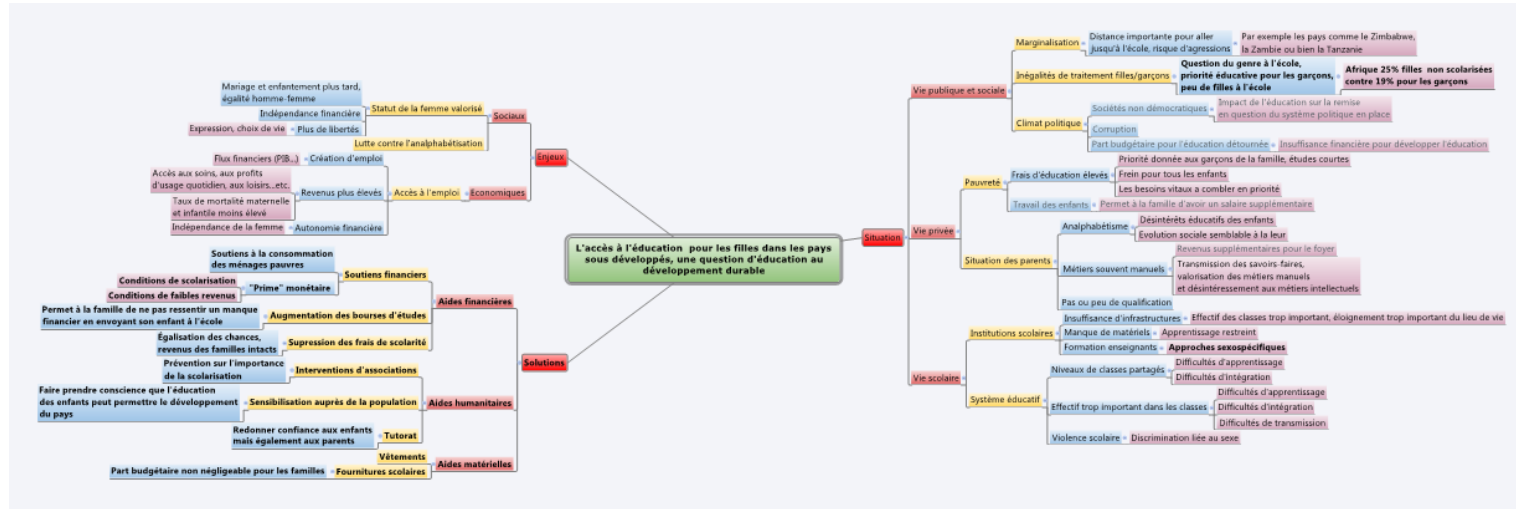 L'accès à l'éducation pour les filles dans les pays
sous développés, une question d'éducation au
développement durable
Situation
Vie publique et sociale
Marginalisation
Distance importante pour aller
jusqu'à l'école, risque d'agressions
Par exemple les pays comme le Zimbabwe,
la Zambie ou bien la Tanzanie
Inégalités de traitement filles/garçons
Question du genre à l'école,
priorité éducative pour les garçons,
peu de filles à l'école
Afrique 25% filles non scolarisées
contre 19% pour les garçons
Climat politique
Sociétés non démocratiques
Impact de l'éducation sur la remise
en question du système politique en place
Corruption
Part budgétaire pour l'éducation détournée
Insuffisance financière pour développer l'éducation
Vie privée
Pauvreté
Frais d'éducation élevés
Priorité donnée aux garçons de la famille, études courtes
Frein pour tous les enfants
Les besoins vitaux a combler en priorité
Travail des enfants
Permet à la famille d'avoir un salaire supplémentaire
Situation des parents
Analphabétisme
Désintérêts éducatifs des enfants
Evolution sociale semblable à la leur
Métiers souvent manuels
Revenus supplémentaires pour le foyer
Transmission des savoirs-faires,
valorisation des métiers manuels
et désintéressement aux métiers intellectuels
Pas ou peu de qualification
Vie scolaire
Institutions scolaires
Insuffisance d'infrastructures
Effectif des classes trop important, éloignement trop important du lieu de vie
Manque de matériels
Apprentissage restreint
Formation enseignants
Approches sexospécifiques
Système éducatif
Niveaux de classes partagés
Difficultés d'apprentissage
Difficultés d'intégration
Effectif trop important dans les classes
Difficultés d'apprentissage
Difficultés d'intégration
Difficultés de transmission
Violence scolaire
Discrimination liée au sexe
Enjeux
Sociaux
Statut de la femme valorisé
Mariage et enfantement plus tard,
égalité homme-femme
Indépendance financière
Plus de libertés
Expression, choix de vie
Lutte contre l'analphabétisation
Economiques
Accès à l'emploi
Création d'emploi
Flux financiers (PIB...)
Revenus plus élevés
Accès aux soins, aux profits
d'usage quotidien, aux loisirs...etc.
Taux de mortalité maternelle
et infantile moins élevé
Autonomie financière
Indépendance de la femme
Solutions
Aides financières
Soutiens financiers
Soutiens à la consommation
des ménages pauvres
"Prime" monétaire
Conditions de scolarisation
Conditions de faibles revenus
Augmentation des bourses d'études
Permet à la famille de ne pas ressentir un manque
financier en envoyant son enfant à l'école
Supression des frais de scolarité
Égalisation des chances,
revenus des familles intacts
Aides humanitaires
Interventions d'associations
Prévention sur l'importance
de la scolarisation
Sensibilisation auprès de la population
Faire prendre conscience que l'éducation
des enfants peut permettre le développement
du pays
Tutorat
Redonner confiance aux enfants
mais également aux parents
Aides matérielles
Vêtements
Fournitures scolaires
Part budgétaire non négligeable pour les familles